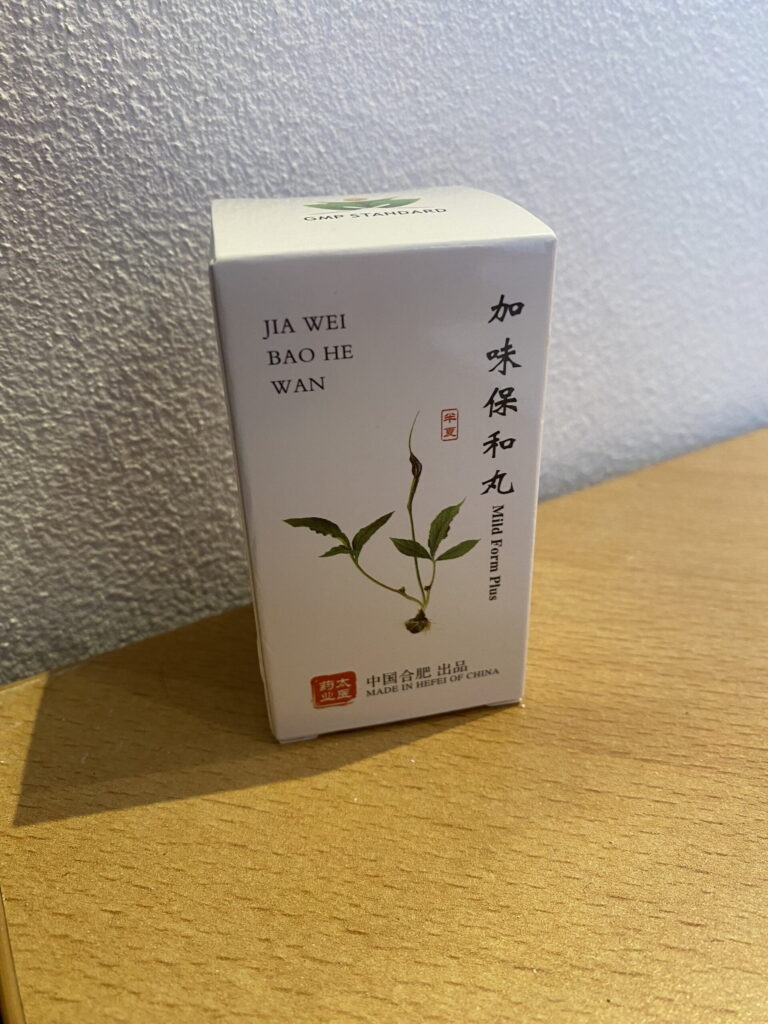 GMP STANDARD
JIA WEI
BAO HE
WAN
加味保和丸
Mild Form Plus
半夏
太医
药业
中国合肥 出品
MADE IN HEFEI OF CHINA